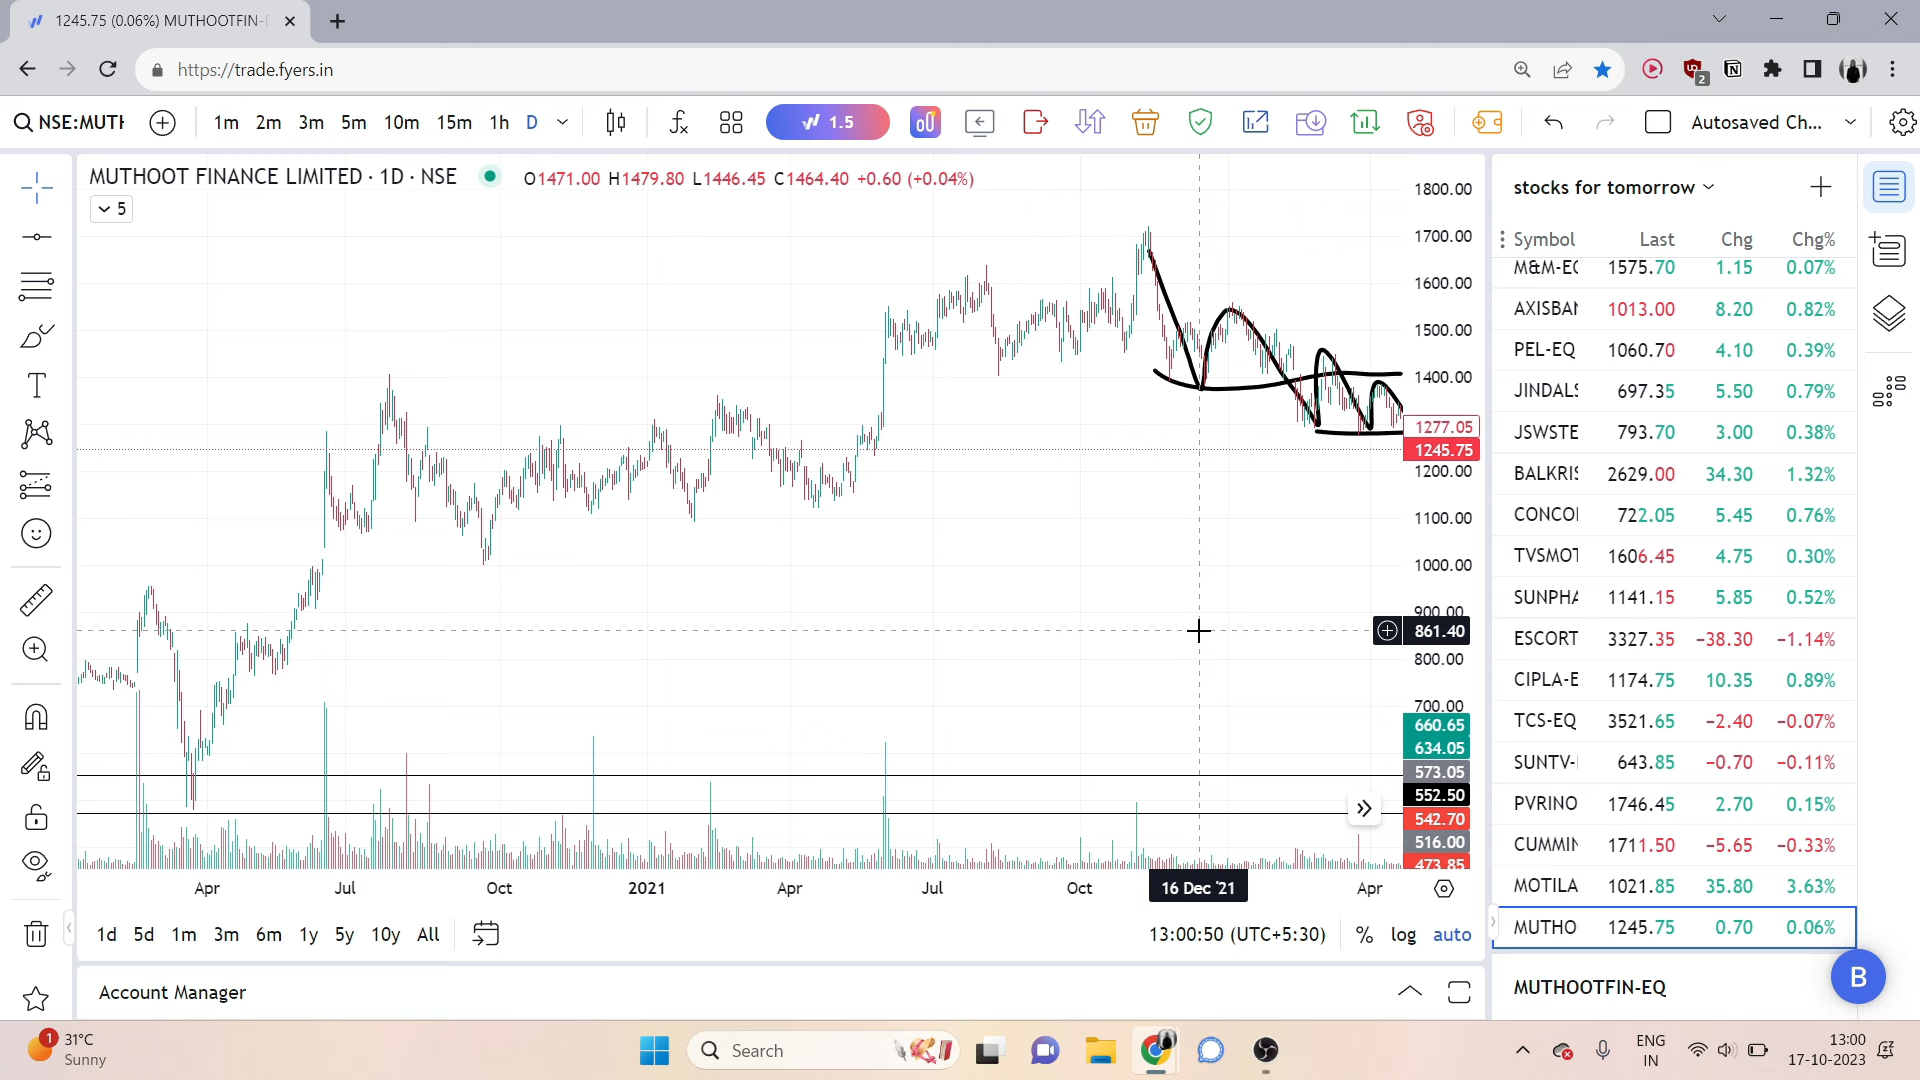 1245.75 (0.06%) MUTHOOTFIN-E
https://trade.fyers.in
2
NSE:MUTH
1m 2m 3m 5m 10m 15m 1h D
1.5
Autosaved Ch...
MUTHOOT FINANCE LIMITED · 1D · NSE
O1471.00 H1479.80 L1446.45 C1464.40 +0.60 (+0.04%)
5
1800.00
1700.00
1600.00
1500.00
1400.00
1277.05
1245.75
1200.00
1100.00
1000.00
900.00
861.40
800.00
700.00
660.65
634.05
573.05
552.50
542.70
516.00
473.85
Apr Jul Oct 2021 Apr Jul Oct 16 Dec '21 Apr
1d 5d 1m 3m 6m 1y 5y 10y All
13:00:50 (UTC+5:30) % log auto
Account Manager
stocks for tomorrow
Symbol Last Chg Chg%
M&M-EQ 1575.70 1.15 0.07%
AXISBAN 1013.00 8.20 0.82%
PEL-EQ 1060.70 4.10 0.39%
JINDALS 697.35 5.50 0.79%
JSWSTE 793.70 3.00 0.38%
BALKRIS 2629.00 34.30 1.32%
CONCOR 722.05 5.45 0.76%
TVSMOT 1606.45 4.75 0.30%
SUNPHA 1141.15 5.85 0.52%
ESCORT 3327.35 −38.30 −1.14%
CIPLA-E 1174.75 10.35 0.89%
TCS-EQ 3521.65 −2.40 −0.07%
SUNTV- 643.85 −0.70 −0.11%
PVRINO 1746.45 2.70 0.15%
CUMMIN 1711.50 −5.65 −0.33%
MOTILA 1021.85 35.80 3.63%
MUTHO 1245.75 0.70 0.06%
MUTHOOTFIN-EQ
B
1
31°C
Sunny
Search
ENG
IN
13:00
17-10-2023